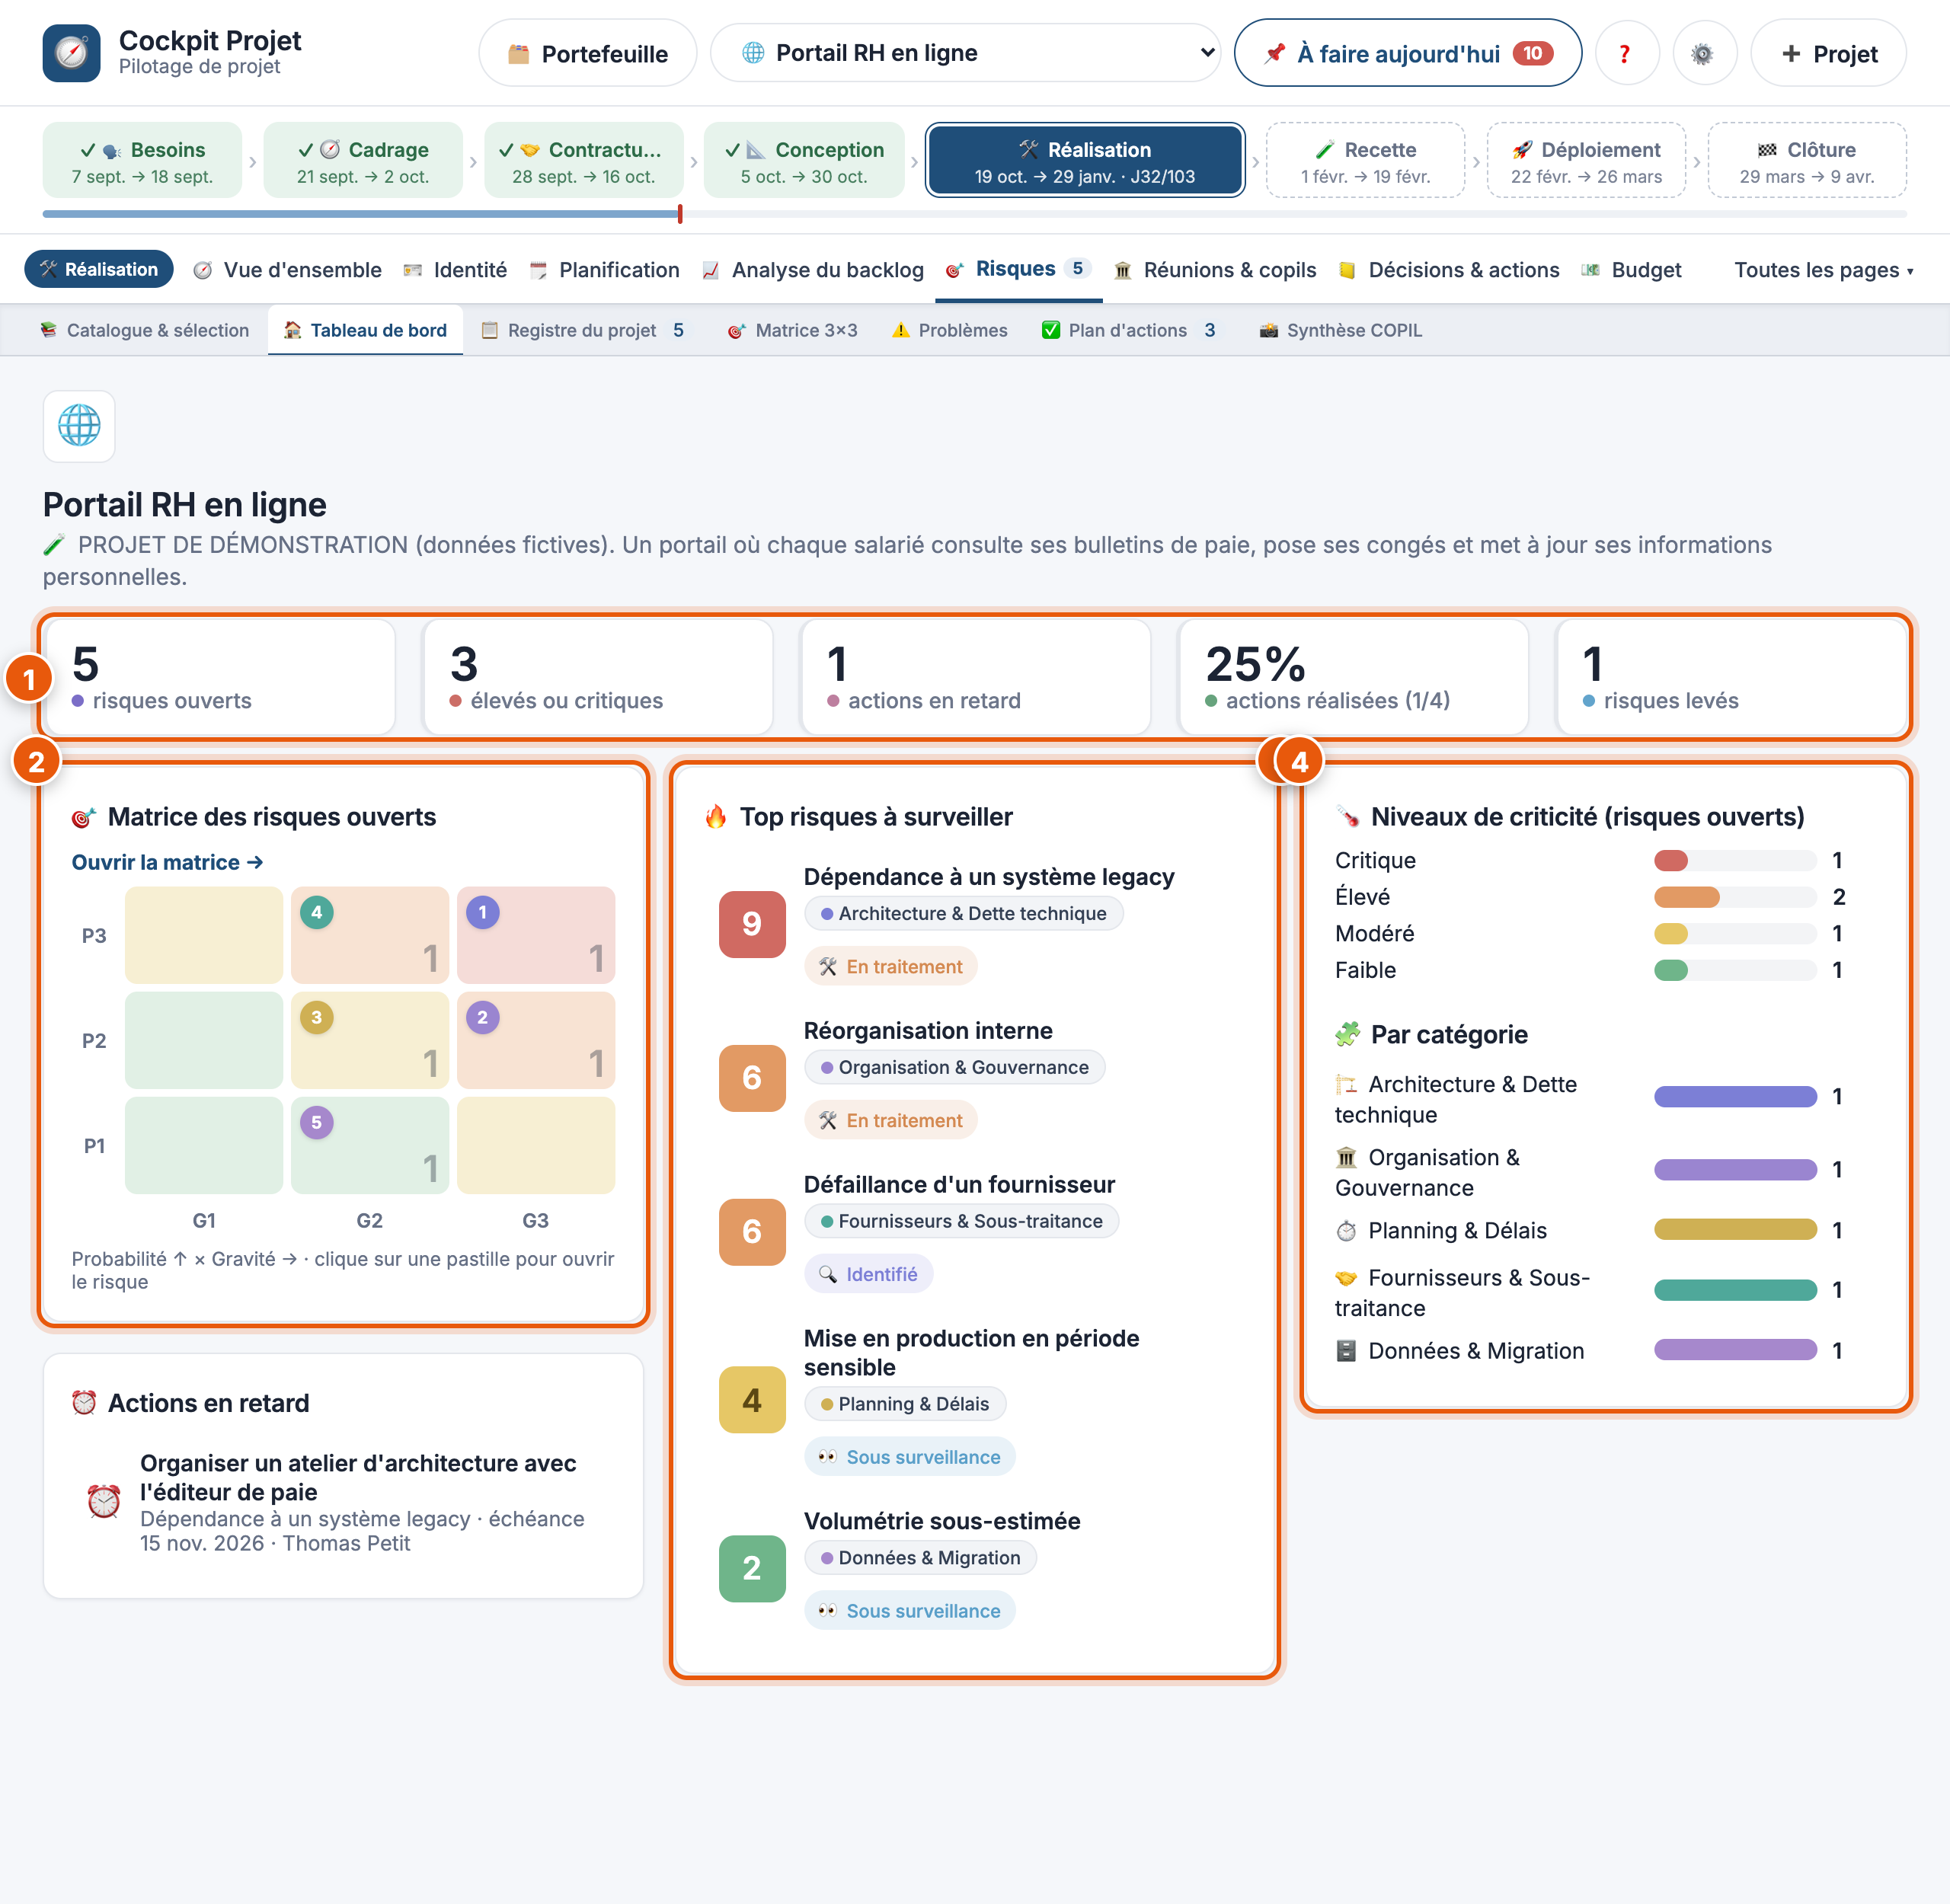 Cockpit Projet
Pilotage de projet
Portefeuille
Portail RH en ligne
À faire aujourd'hui 10
?
+ Projet
✓ Besoins
7 sept. → 18 sept.
✓ Cadrage
21 sept. → 2 oct.
✓ Contractu...
28 sept. → 16 oct.
✓ Conception
5 oct. → 30 oct.
Réalisation
19 oct. → 29 janv. · J32/103
Recette
1 févr. → 19 févr.
Déploiement
22 févr. → 26 mars
Clôture
29 mars → 9 avr.
Réalisation
Vue d'ensemble
Identité
Planification
Analyse du backlog
Risques 5
Réunions & copils
Décisions & actions
Budget
Toutes les pages ▾
Catalogue & sélection
Tableau de bord
Registre du projet 5
Matrice 3×3
Problèmes
Plan d'actions 3
Synthèse COPIL
Portail RH en ligne
PROJET DE DÉMONSTRATION (données fictives). Un portail où chaque salarié consulte ses bulletins de paie, pose ses congés et met à jour ses informations
personnelles.
1
5
risques ouverts
3
élevés ou critiques
1
actions en retard
25%
actions réalisées (1/4)
1
risques levés
2
Matrice des risques ouverts
Ouvrir la matrice →
P3
4
1
1
1
P2
3
1
2
1
P1
5
1
G1
G2
G3
Probabilité ↑ × Gravité → · clique sur une pastille pour ouvrir
le risque
Actions en retard
Organiser un atelier d'architecture avec
l'éditeur de paie
Dépendance à un système legacy · échéance
15 nov. 2026 · Thomas Petit
Top risques à surveiller
9
Dépendance à un système legacy
Architecture & Dette technique
En traitement
6
Réorganisation interne
Organisation & Gouvernance
En traitement
6
Défaillance d'un fournisseur
Fournisseurs & Sous-traitance
Identifié
4
Mise en production en période
sensible
Planning & Délais
Sous surveillance
2
Volumétrie sous-estimée
Données & Migration
Sous surveillance
4
Niveaux de criticité (risques ouverts)
Critique 1
Élevé 2
Modéré 1
Faible 1
Par catégorie
Architecture & Dette
technique
1
Organisation &
Gouvernance
1
Planning & Délais 1
Fournisseurs & Sous-
traitance
1
Données & Migration 1